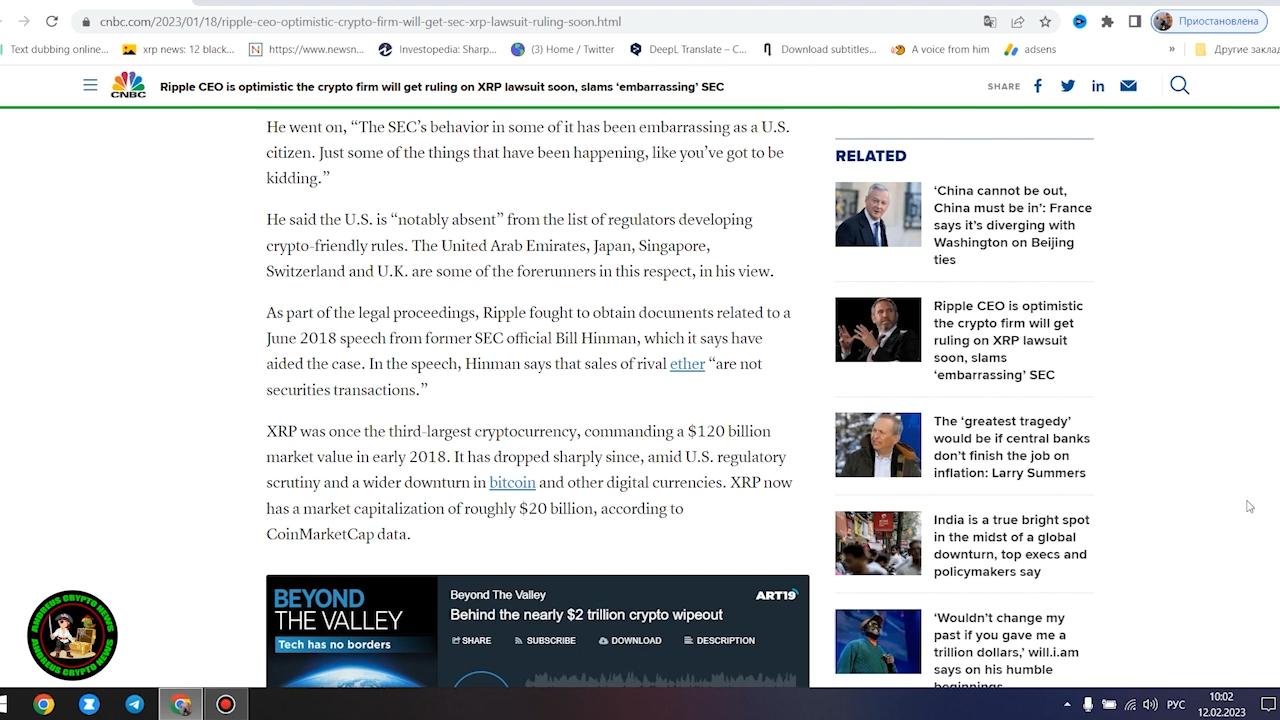 cnbc.com/2023/01/18/ripple-ceo-optimistic-crypto-firm-will-get-sec-xrp-lawsuit-ruling-soon.html
Приостановлена
Text dubbing online...
xrp news: 12 black...
https://www.newsn...
Investopedia: Sharp...
(3) Home / Twitter
DeepL Translate – C...
Download subtitles...
A voice from him
adsens
»
Другие заклад
CNBC
Ripple CEO is optimistic the crypto firm will get ruling on XRP lawsuit soon, slams ‘embarrassing’ SEC
SHARE
He went on, “The SEC’s behavior in some of it has been embarrassing as a U.S.
citizen. Just some of the things that have been happening, like you’ve got to be
kidding.”
He said the U.S. is “notably absent” from the list of regulators developing
crypto-friendly rules. The United Arab Emirates, Japan, Singapore,
Switzerland and U.K. are some of the forerunners in this respect, in his view.
As part of the legal proceedings, Ripple fought to obtain documents related to a
June 2018 speech from former SEC official Bill Hinman, which it says have
aided the case. In the speech, Hinman says that sales of rival ether “are not
securities transactions.”
XRP was once the third-largest cryptocurrency, commanding a $120 billion
market value in early 2018. It has dropped sharply since, amid U.S. regulatory
scrutiny and a wider downturn in bitcoin and other digital currencies. XRP now
has a market capitalization of roughly $20 billion, according to
CoinMarketCap data.
BEYOND
THE VALLEY
Tech has no borders
Beyond The Valley
Behind the nearly $2 trillion crypto wipeout
ART19
SHARE
SUBSCRIBE
DOWNLOAD
DESCRIPTION
RELATED
‘China cannot be out,
China must be in’: France
says it’s diverging with
Washington on Beijing
ties
Ripple CEO is optimistic
the crypto firm will get
ruling on XRP lawsuit
soon, slams
‘embarrassing’ SEC
The ‘greatest tragedy’
would be if central banks
don’t finish the job on
inflation: Larry Summers
India is a true bright spot
in the midst of a global
downturn, top execs and
policymakers say
‘Wouldn’t change my
past if you gave me a
trillion dollars,’ will.i.am
says on his humble
beginnings
ANDREUS CRYPTO NEWS
ANDREUS CRYPTO NEWS
РУС
10:02
12.02.2023